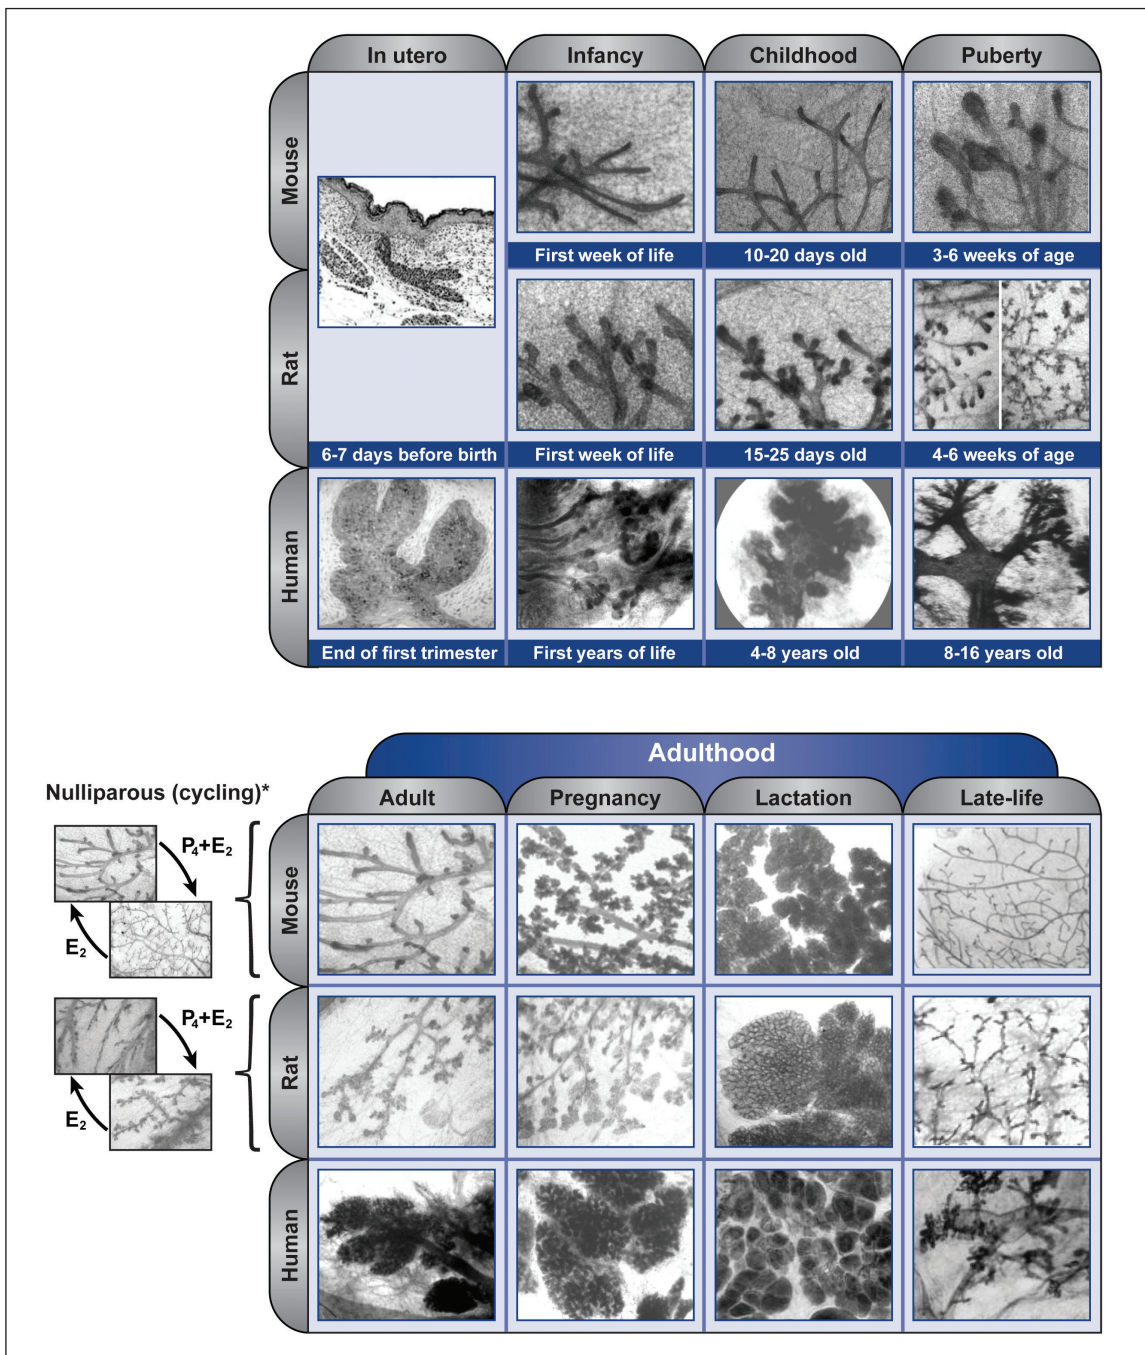 In utero
Infancy
Childhood
Puberty
Mouse
First week of life
10-20 days old
3-6 weeks of age
Rat
6-7 days before birth
First week of life
15-25 days old
4-6 weeks of age
Human
End of first trimester
First years of life
4-8 years old
8-16 years old
Adulthood
Nulliparous (cycling)*
Adult
Pregnancy
Lactation
Late-life
P₄+E₂
E₂
Mouse
P₄+E₂
E₂
Rat
Human